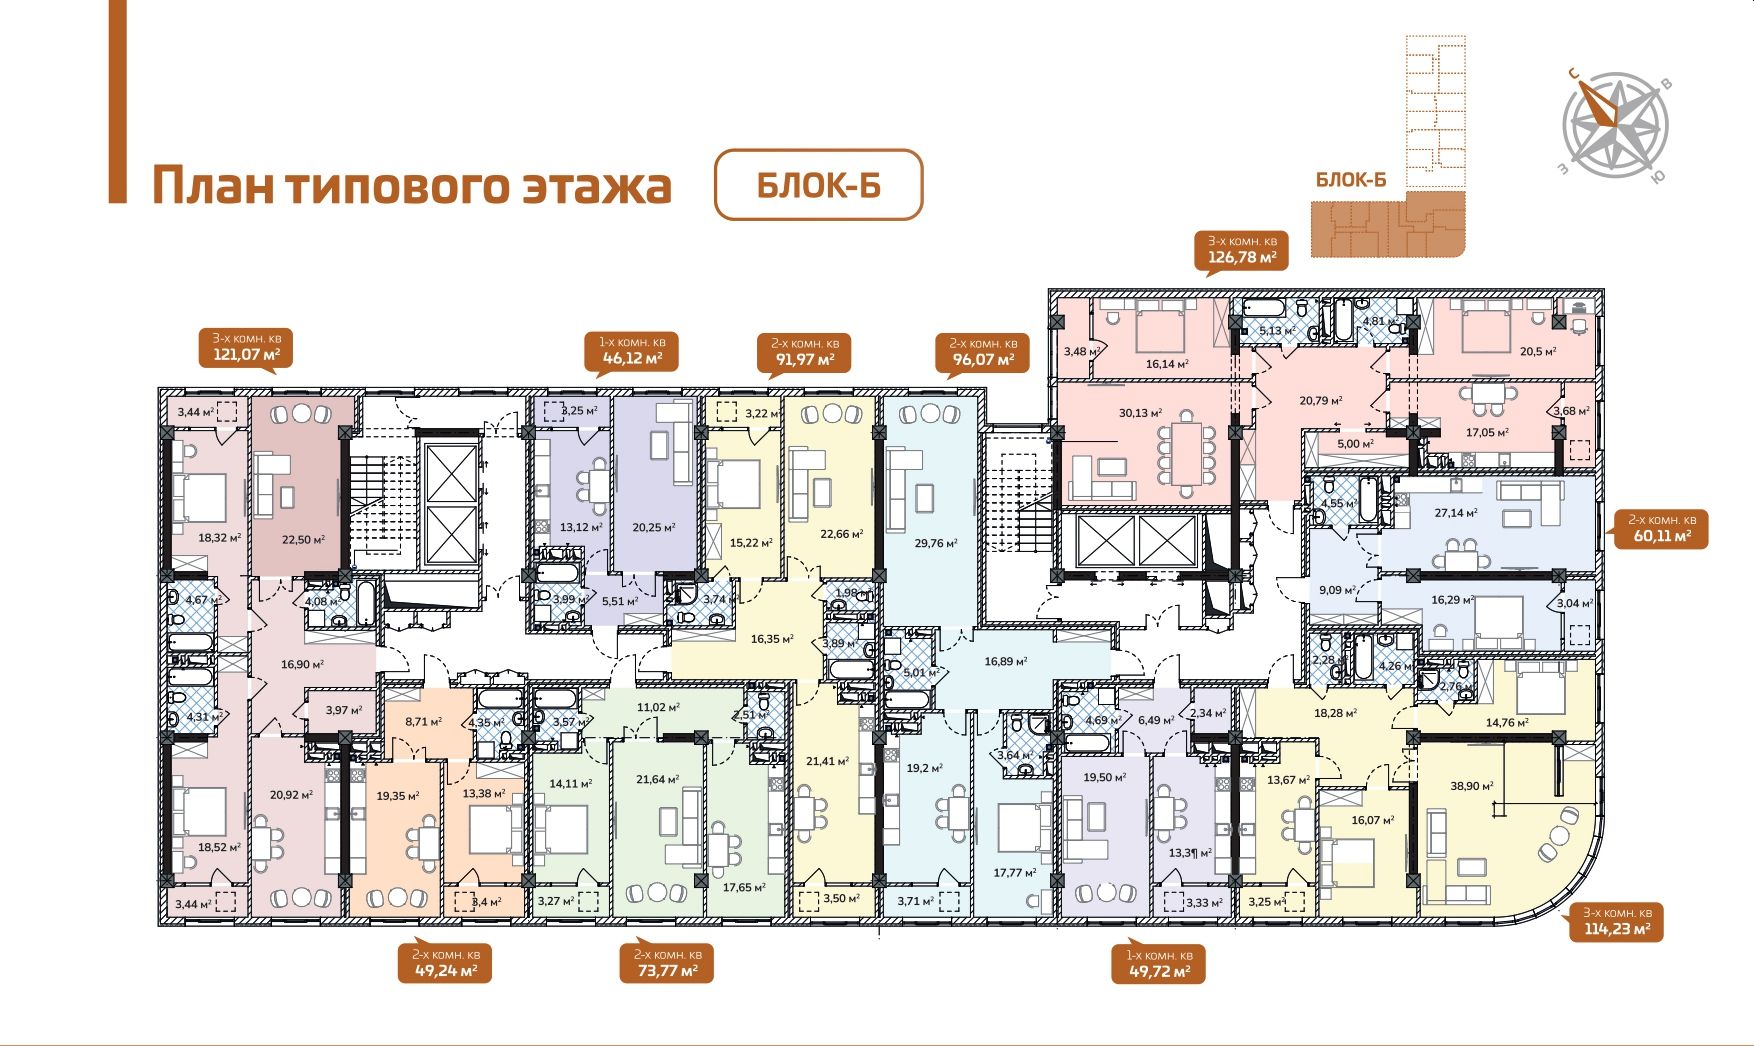 План типового этажа
БЛОК-Б
БЛОК-Б
С
В
З
Ю
3-х комн. кв
126,78 м²
3-х комн. кв
121,07 м²
1-х комн. кв
46,12 м²
2-х комн. кв
91,97 м²
2-х комн. кв
96,07 м²
2-х комн. кв
60,11 м²
3-х комн. кв
114,23 м²
2-х комн. кв
49,24 м²
2-х комн. кв
73,77 м²
1-х комн. кв
49,72 м²
3,44 м²
18,32 м²
22,50 м²
4,67 м²
4,08 м²
16,90 м²
4,31 м²
3,97 м²
18,52 м²
20,92 м²
3,44 м²
8,71 м²
4,35 м²
19,35 м²
13,38 м²
3,4 м²
3,25 м²
13,12 м²
20,25 м²
3,99 м²
5,51 м²
3,57 м²
11,02 м²
2,51 м²
14,11 м²
21,64 м²
17,65 м²
3,27 м²
3,22 м²
15,22 м²
22,66 м²
3,74 м²
1,98 м²
16,35 м²
3,89 м²
21,41 м²
3,50 м²
29,76 м²
16,89 м²
5,01 м²
19,2 м²
3,64 м²
17,77 м²
3,71 м²
4,69 м²
6,49 м²
2,34 м²
19,50 м²
13,3¶ м²
3,33 м²
3,48 м²
16,14 м²
5,13 м²
4,81 м²
20,5 м²
30,13 м²
20,79 м²
5,00 м²
17,05 м²
3,68 м²
4,55 м²
27,14 м²
9,09 м²
16,29 м²
3,04 м²
2,28 м²
4,26 м²
2,76 м²
18,28 м²
14,76 м²
13,67 м²
16,07 м²
38,90 м²
3,25 м²